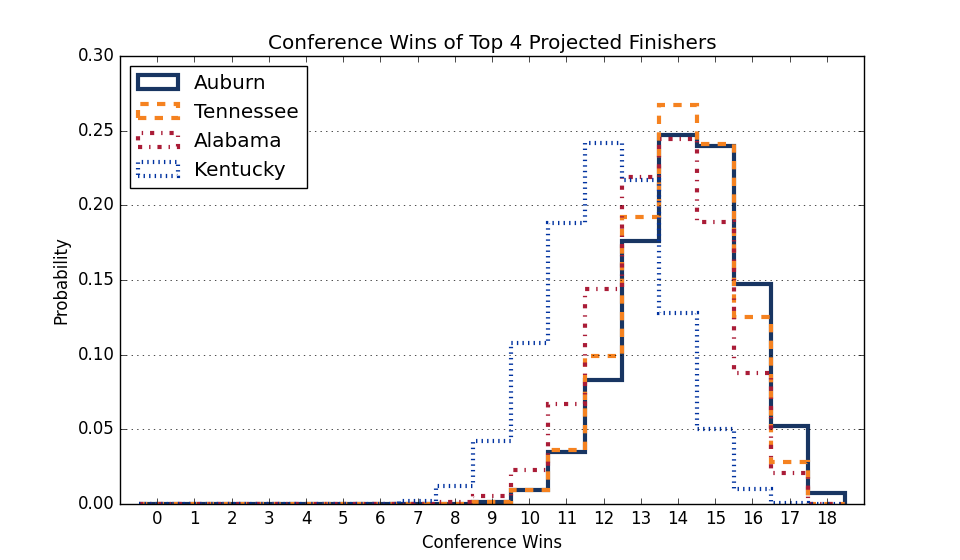 Conference Wins of Top 4 Projected Finishers
0.30
0.25
0.20
0.15
0.10
0.05
0.00
Probability
Auburn
Tennessee
Alabama
Kentucky
0 1 2 3 4 5 6 7 8 9 10 11 12 13 14 15 16 17 18
Conference Wins